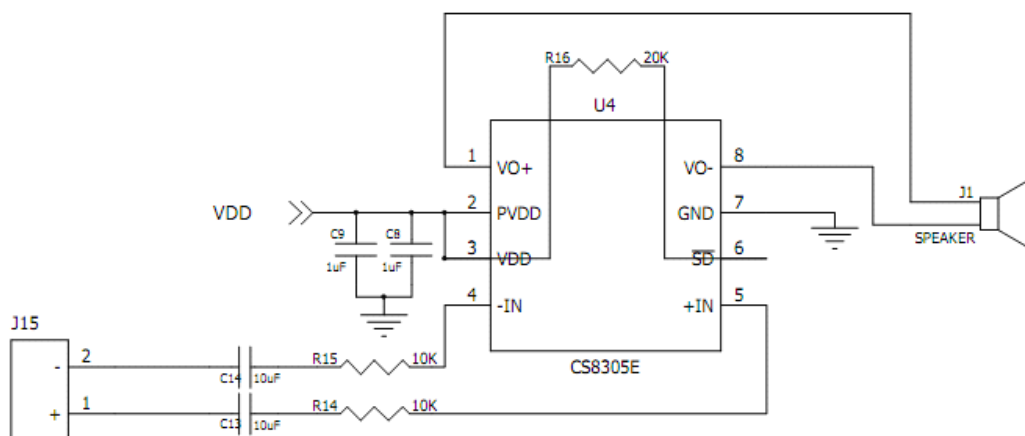 R16 20K
U4
1 VO+ VO- 8
VDD 2 PVDD GND 7 J1
C9 C8
1uF 1uF 3 VDD SD 6 SPEAKER
4 -IN +IN 5
J15
CS8305E
- 2 C14 10uF R15 10K
+ 1 C13 10uF R14 10K